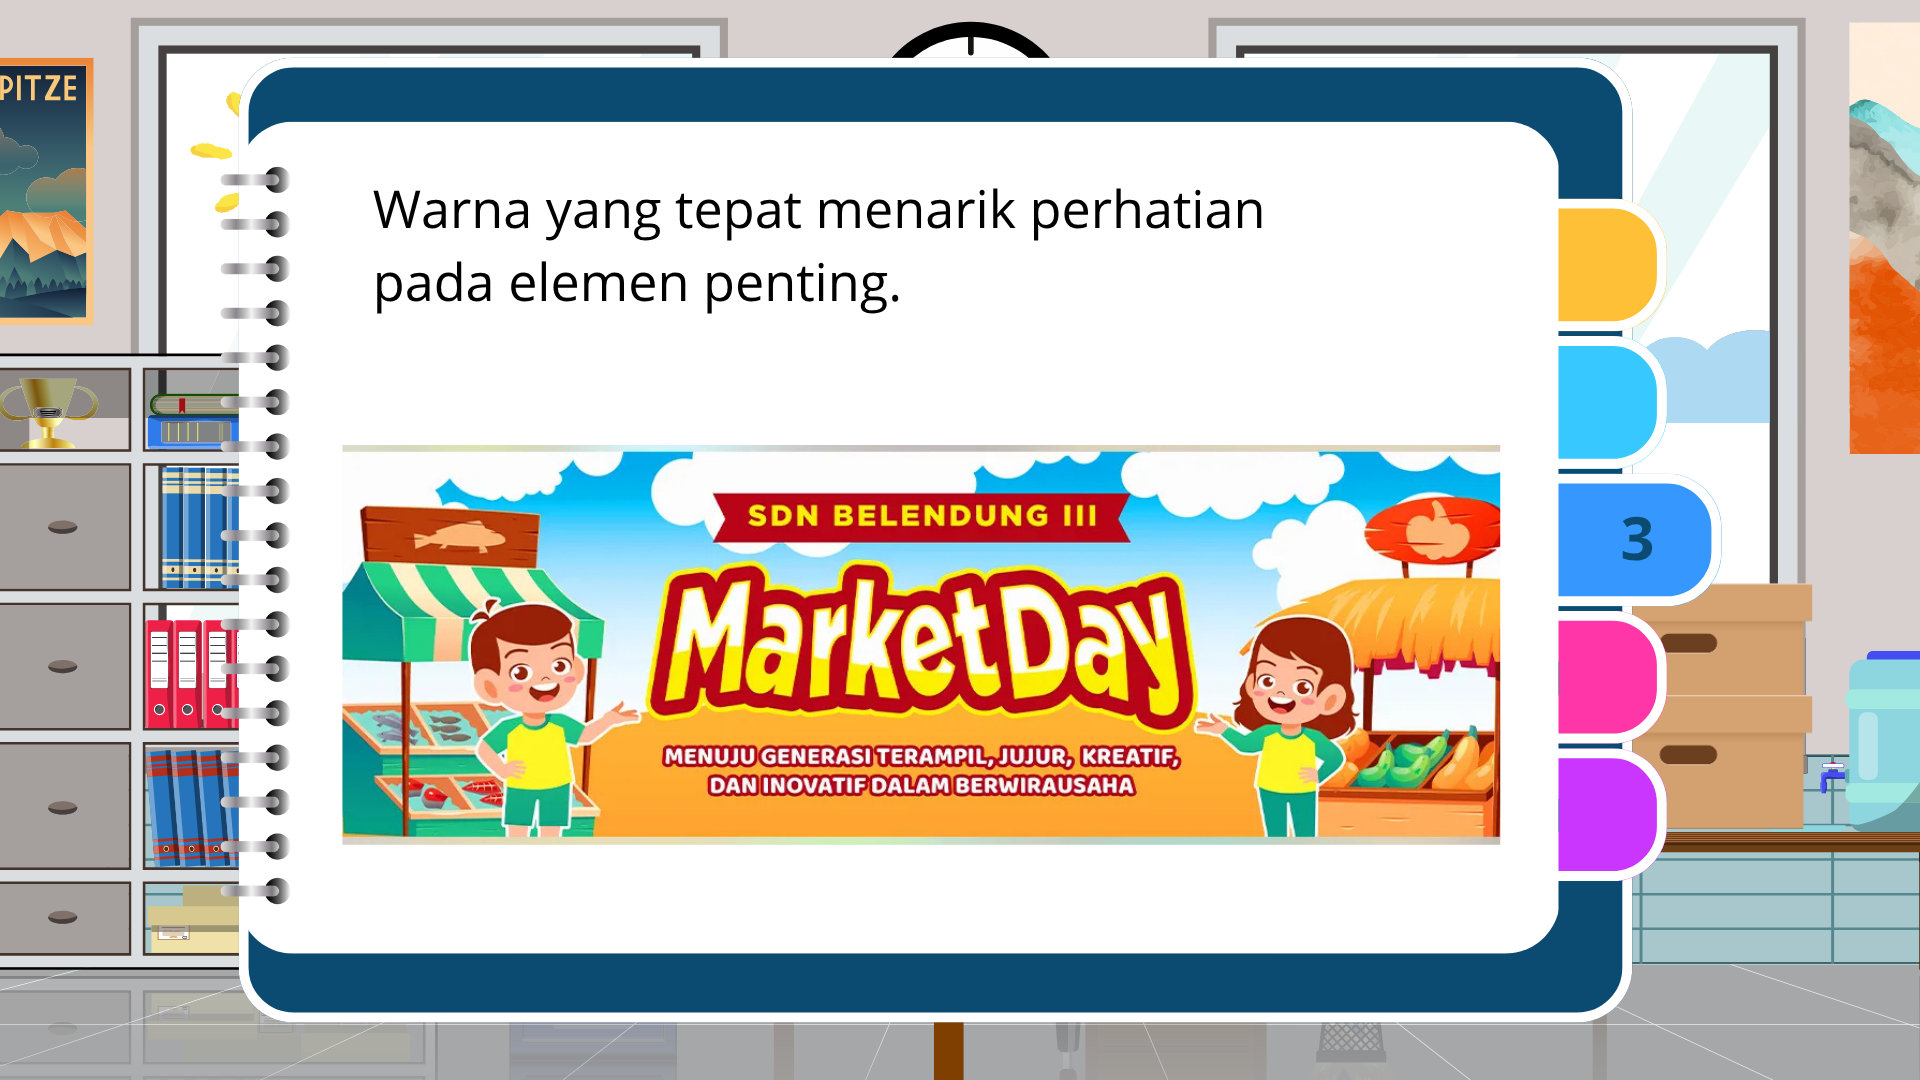 PITZE
Warna yang tepat menarik perhatian
pada elemen penting.
SDN BELENDUNG III
MarketDay
MENUJU GENERASI TERAMPIL, JUJUR, KREATIF,
DAN INOVATIF DALAM BERWIRAUSAHA
3